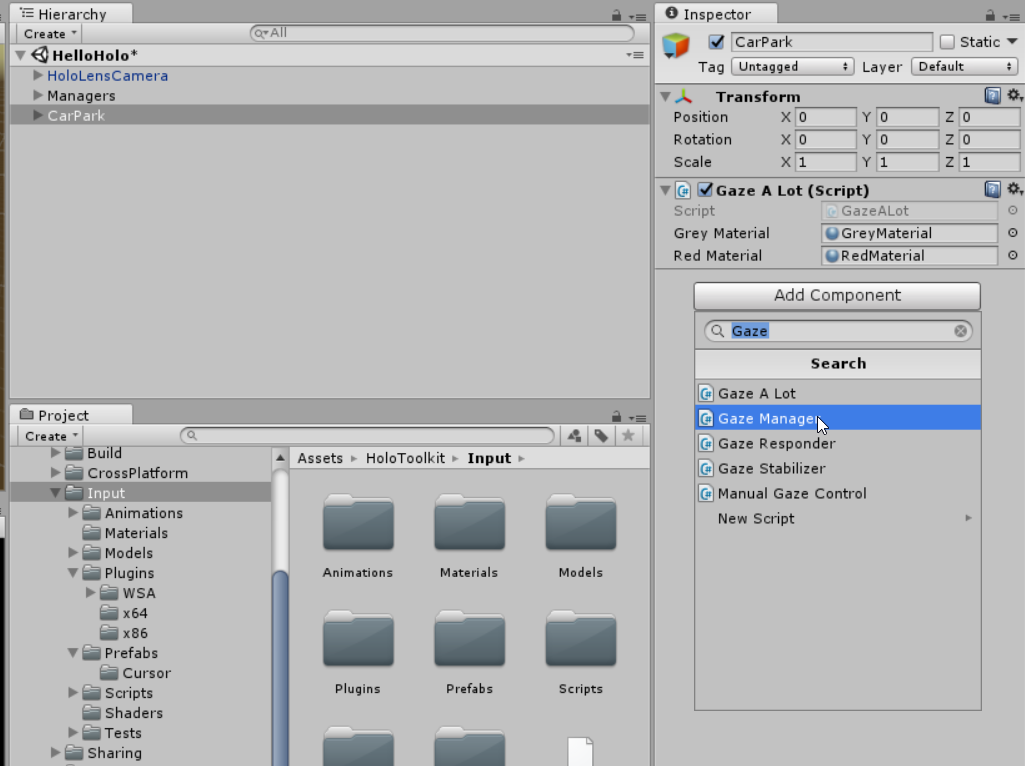 Hierarchy
Create
All
HelloHolo*
HoloLensCamera
Managers
CarPark
Project
Create
Build
CrossPlatform
Input
Animations
Materials
Models
Plugins
WSA
x64
x86
Prefabs
Cursor
Scripts
Shaders
Tests
Sharing
Assets HoloToolkit Input
Animations Materials Models
Plugins Prefabs Scripts
Inspector
CarPark Static
Tag Untagged Layer Default
Transform
Position X 0 Y 0 Z 0
Rotation X 0 Y 0 Z 0
Scale X 1 Y 1 Z 1
Gaze A Lot (Script)
Script GazeALot
Grey Material GreyMaterial
Red Material RedMaterial
Add Component
Gaze
Search
Gaze A Lot
Gaze Manager
Gaze Responder
Gaze Stabilizer
Manual Gaze Control
New Script